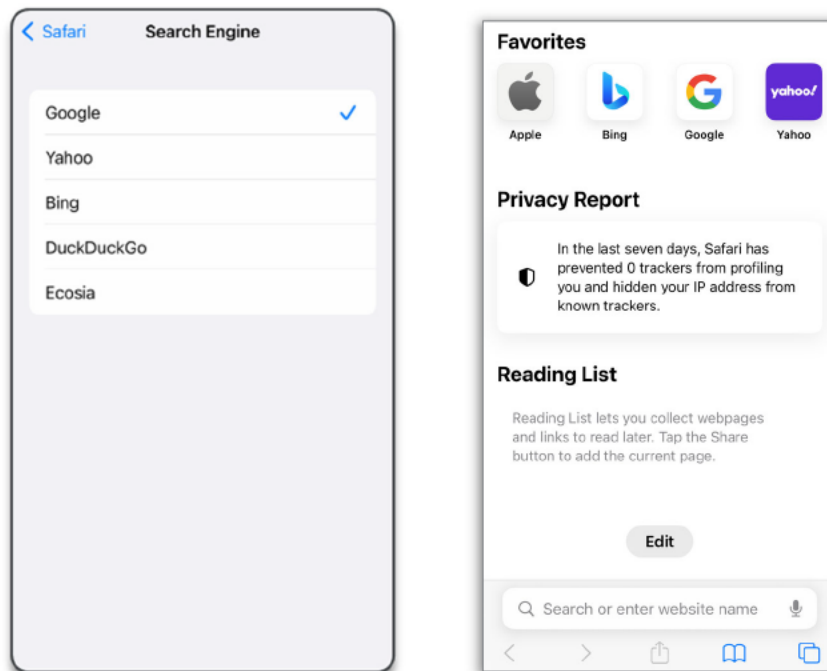 Safari
Search Engine
Google
Yahoo
Bing
DuckDuckGo
Ecosia
Favorites
yahoo!
Apple
Bing
Google
Yahoo
Privacy Report
In the last seven days, Safari has
prevented 0 trackers from profiling
you and hidden your IP address from
known trackers.
Reading List
Reading List lets you collect webpages
and links to read later. Tap the Share
button to add the current page.
Edit
Search or enter website name